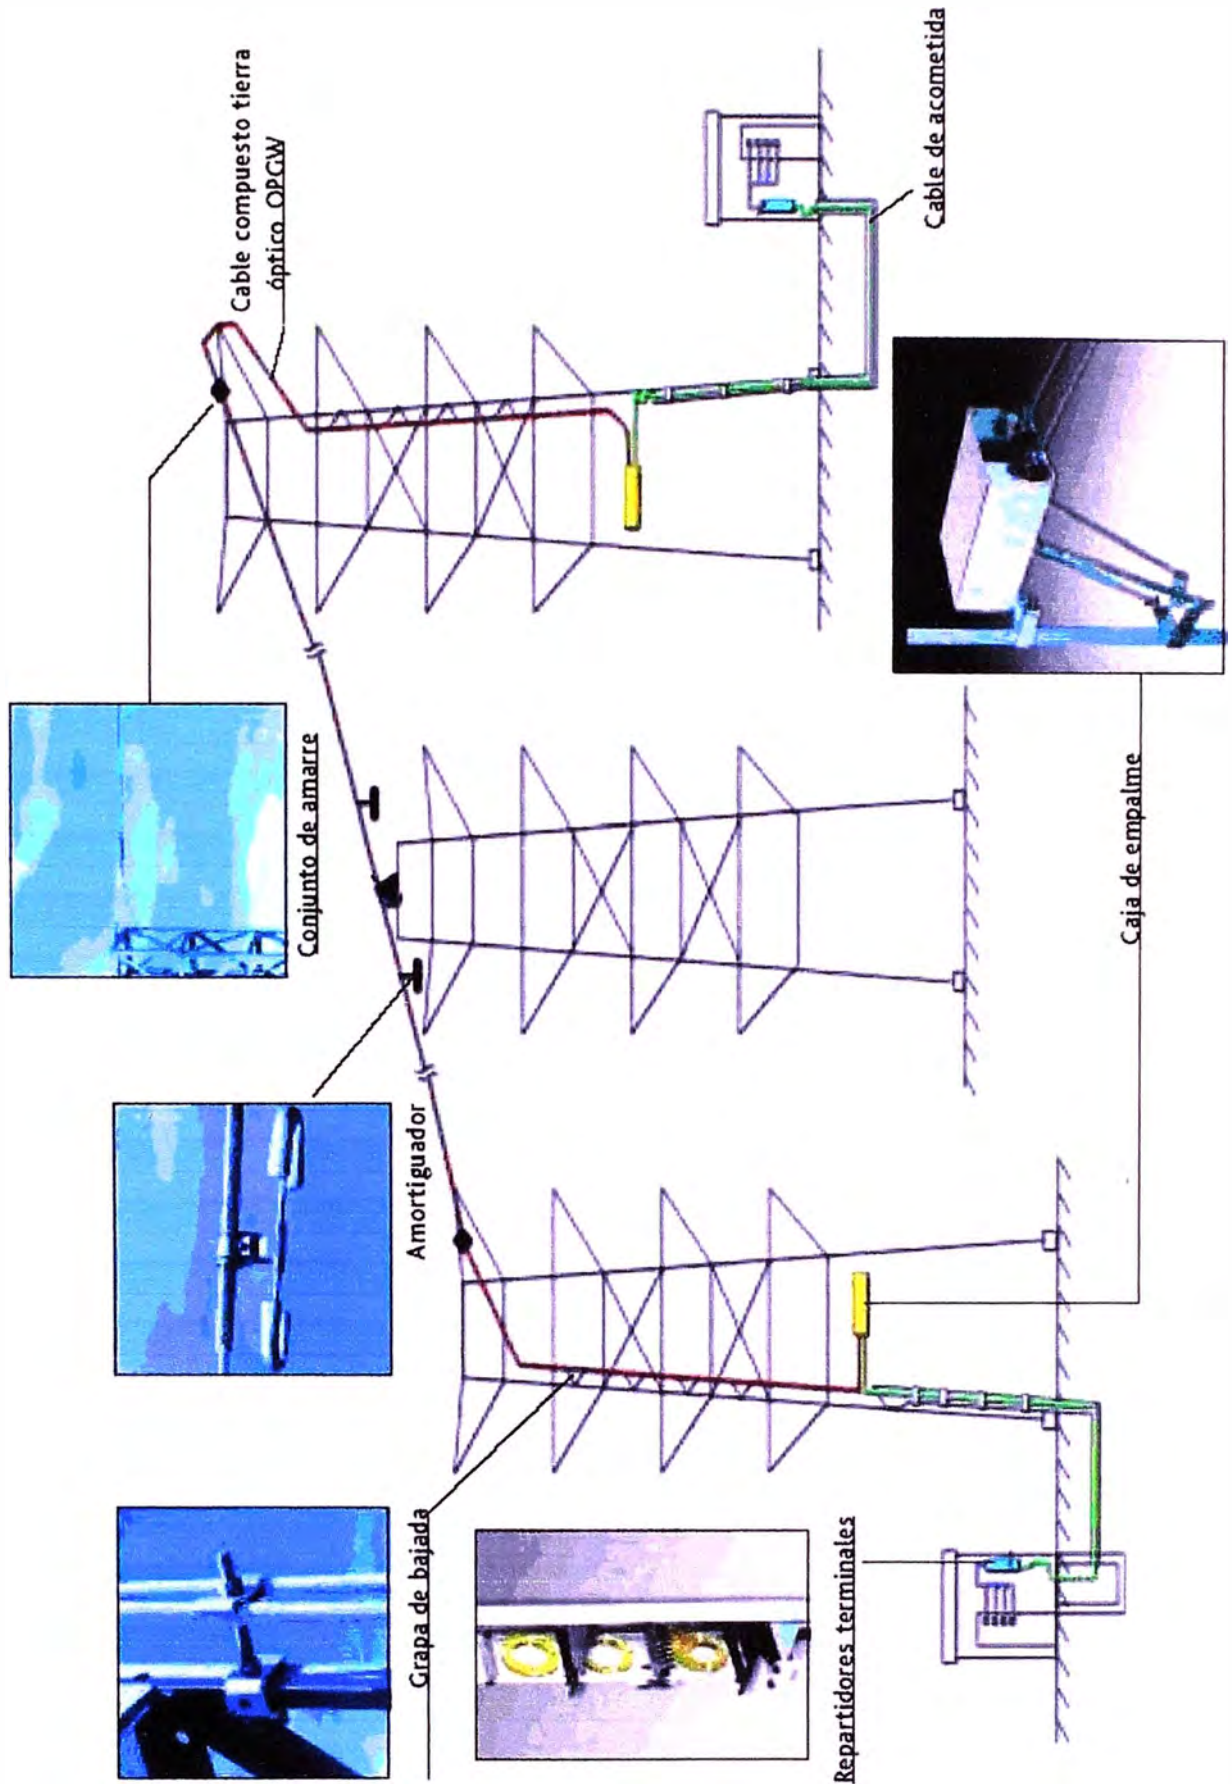 Grapa de bajada
Amortiguador
Conjunto de amarre
Cable compuesto tierra
óptico OPGW
Repartidores terminales
Caja de empalme
Cable de acometida